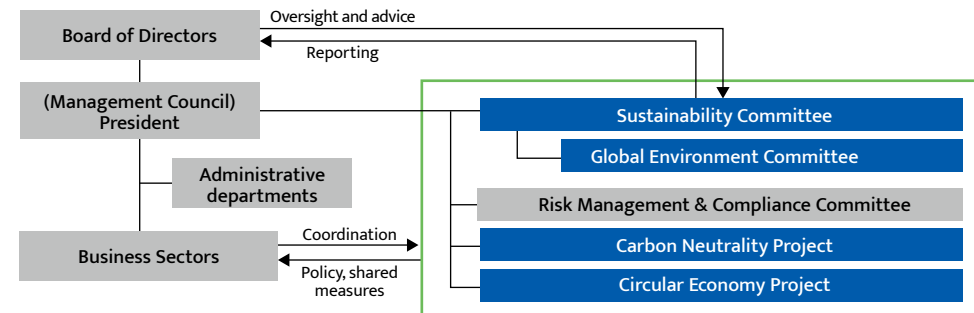 Board of Directors
Oversight and advice
Reporting
(Management Council)
President
Administrative
departments
Business Sectors
Coordination
Policy, shared
measures
Sustainability Committee
Global Environment Committee
Risk Management & Compliance Committee
Carbon Neutrality Project
Circular Economy Project